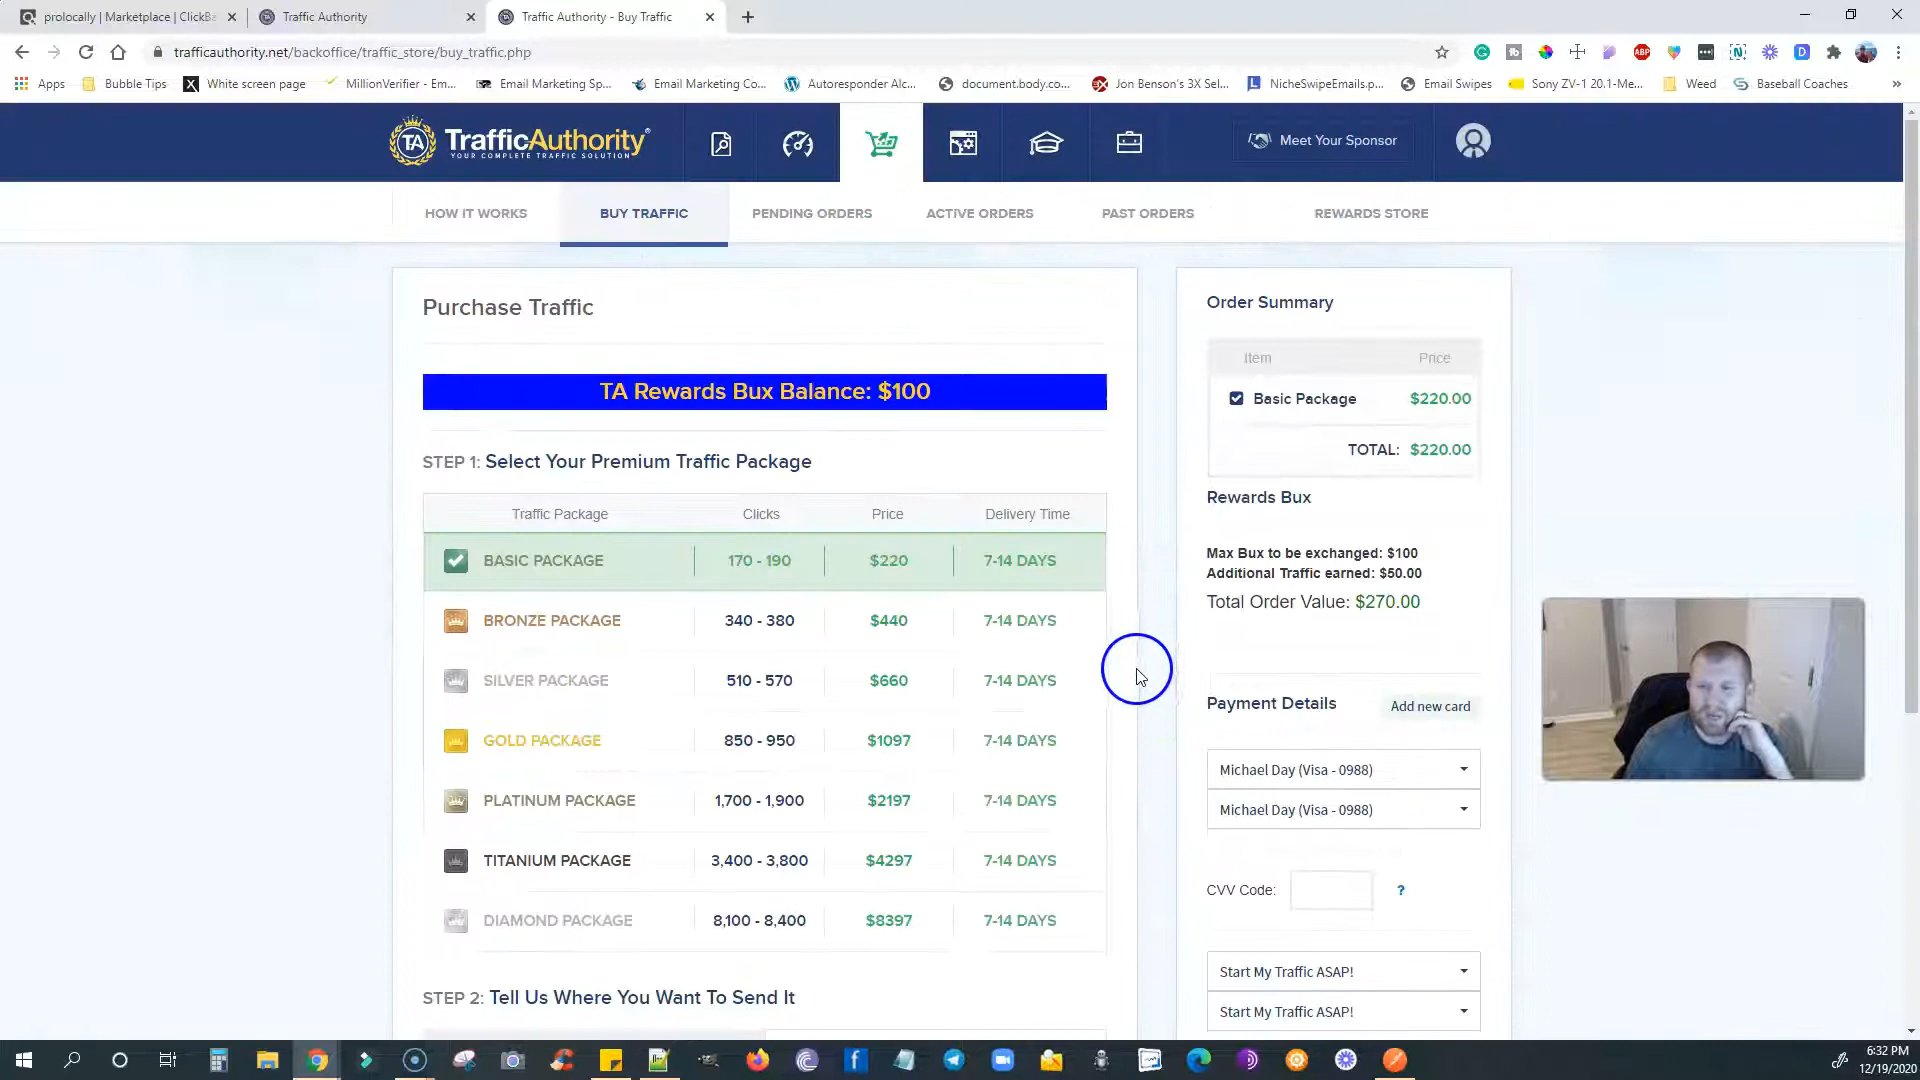 prolocally | Marketplace | ClickBa
Traffic Authority
Traffic Authority - Buy Traffic
trafficauthority.net/backoffice/traffic_store/buy_traffic.php
Apps
Bubble Tips
White screen page
MillionVerifier - Em...
Email Marketing Sp...
Email Marketing Co...
Autoresponder Alc...
document.body.co...
Jon Benson's 3X Sel...
NicheSwipeEmails.p...
Email Swipes
Sony ZV-1 20.1-Me...
Weed
Baseball Coaches
»
TA TrafficAuthority®
YOUR COMPLETE TRAFFIC SOLUTION
Meet Your Sponsor
HOW IT WORKS
BUY TRAFFIC
PENDING ORDERS
ACTIVE ORDERS
PAST ORDERS
REWARDS STORE
Purchase Traffic
TA Rewards Bux Balance: $100
STEP 1: Select Your Premium Traffic Package
Traffic Package Clicks Price Delivery Time
BASIC PACKAGE 170 - 190 $220 7-14 DAYS
BRONZE PACKAGE 340 - 380 $440 7-14 DAYS
SILVER PACKAGE 510 - 570 $660 7-14 DAYS
GOLD PACKAGE 850 - 950 $1097 7-14 DAYS
PLATINUM PACKAGE 1,700 - 1,900 $2197 7-14 DAYS
TITANIUM PACKAGE 3,400 - 3,800 $4297 7-14 DAYS
DIAMOND PACKAGE 8,100 - 8,400 $8397 7-14 DAYS
STEP 2: Tell Us Where You Want To Send It
Order Summary
Item Price
Basic Package $220.00
TOTAL: $220.00
Rewards Bux
Max Bux to be exchanged: $100
Additional Traffic earned: $50.00
Total Order Value: $270.00
Payment Details Add new card
Michael Day (Visa - 0988)
Michael Day (Visa - 0988)
CVV Code: ?
Start My Traffic ASAP!
Start My Traffic ASAP!
6:32 PM
12/19/2020